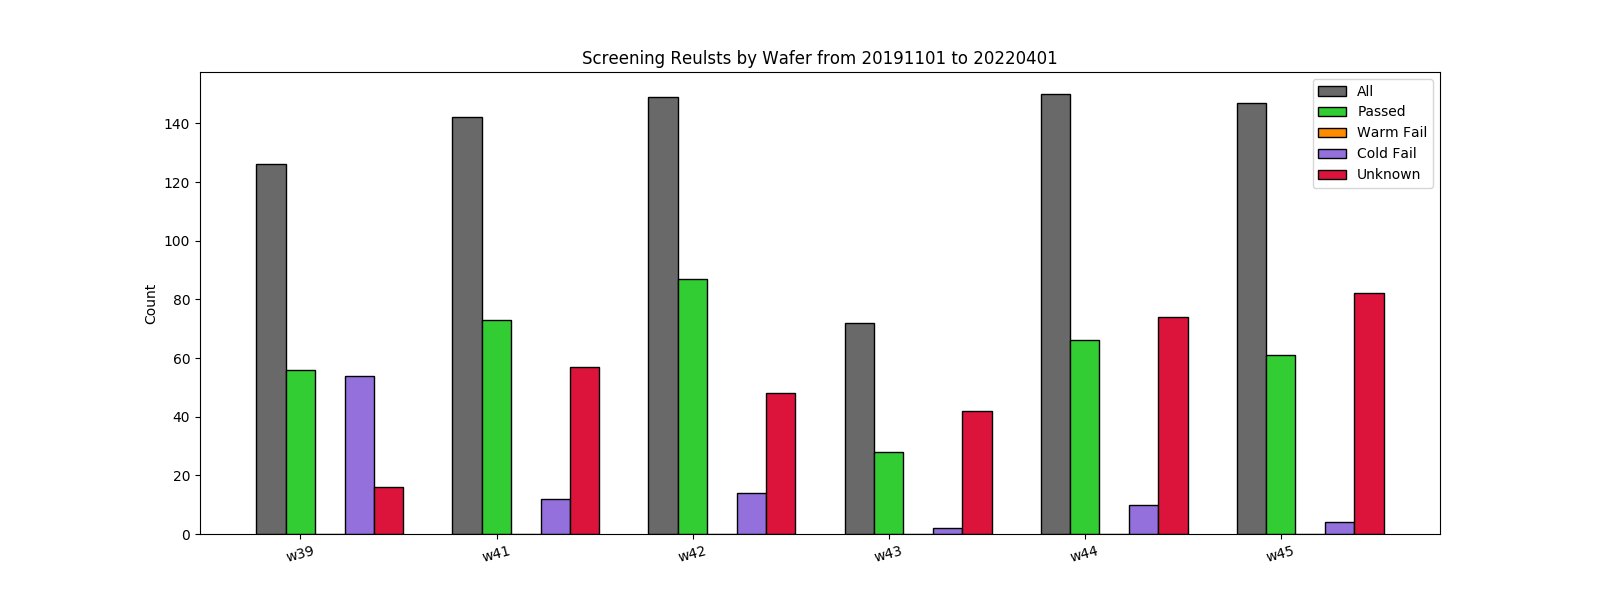 Screening Reulsts by Wafer from 20191101 to 20220401
All
Passed
Warm Fail
Cold Fail
Unknown
Count
140
120
100
80
60
40
20
0
w39
w41
w42
w43
w44
w45